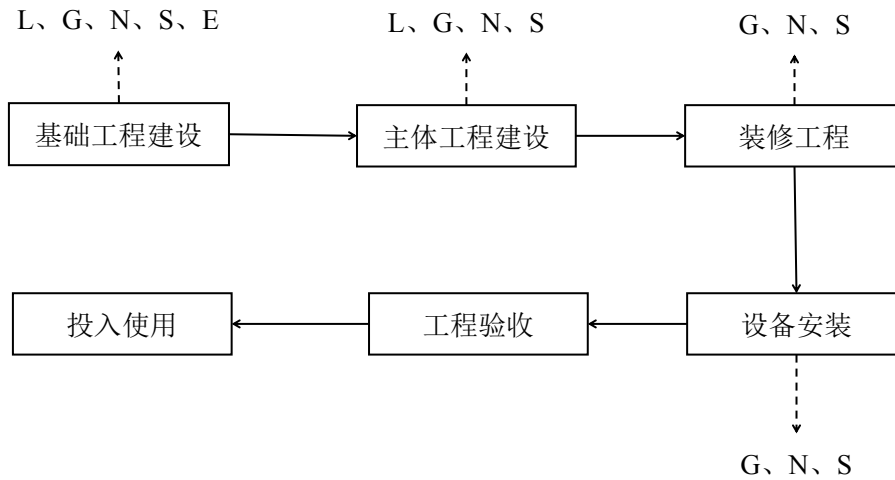 L、G、N、S、E
L、G、N、S
G、N、S
基础工程建设
主体工程建设
装修工程
投入使用
工程验收
设备安装
G、N、S